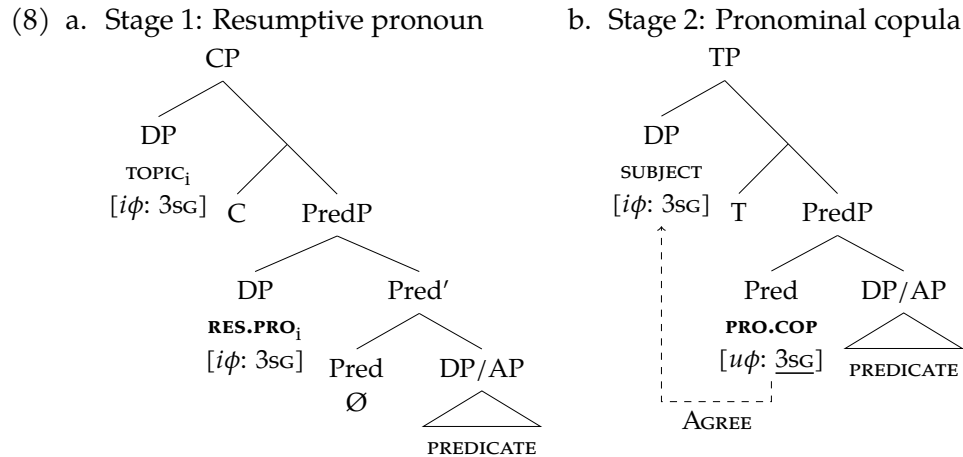 (8) a. Stage 1: Resumptive pronoun b. Stage 2: Pronominal copula
CP TP
DP DP
TOPICi SUBJECT
[iϕ: 3SG] C PredP [iϕ: 3SG] T PredP
DP Pred′ Pred DP/AP
RES.PROi PRO.COP
[iϕ: 3SG] Pred DP/AP [uϕ: 3SG] PREDICATE
Ø AGREE
PREDICATE